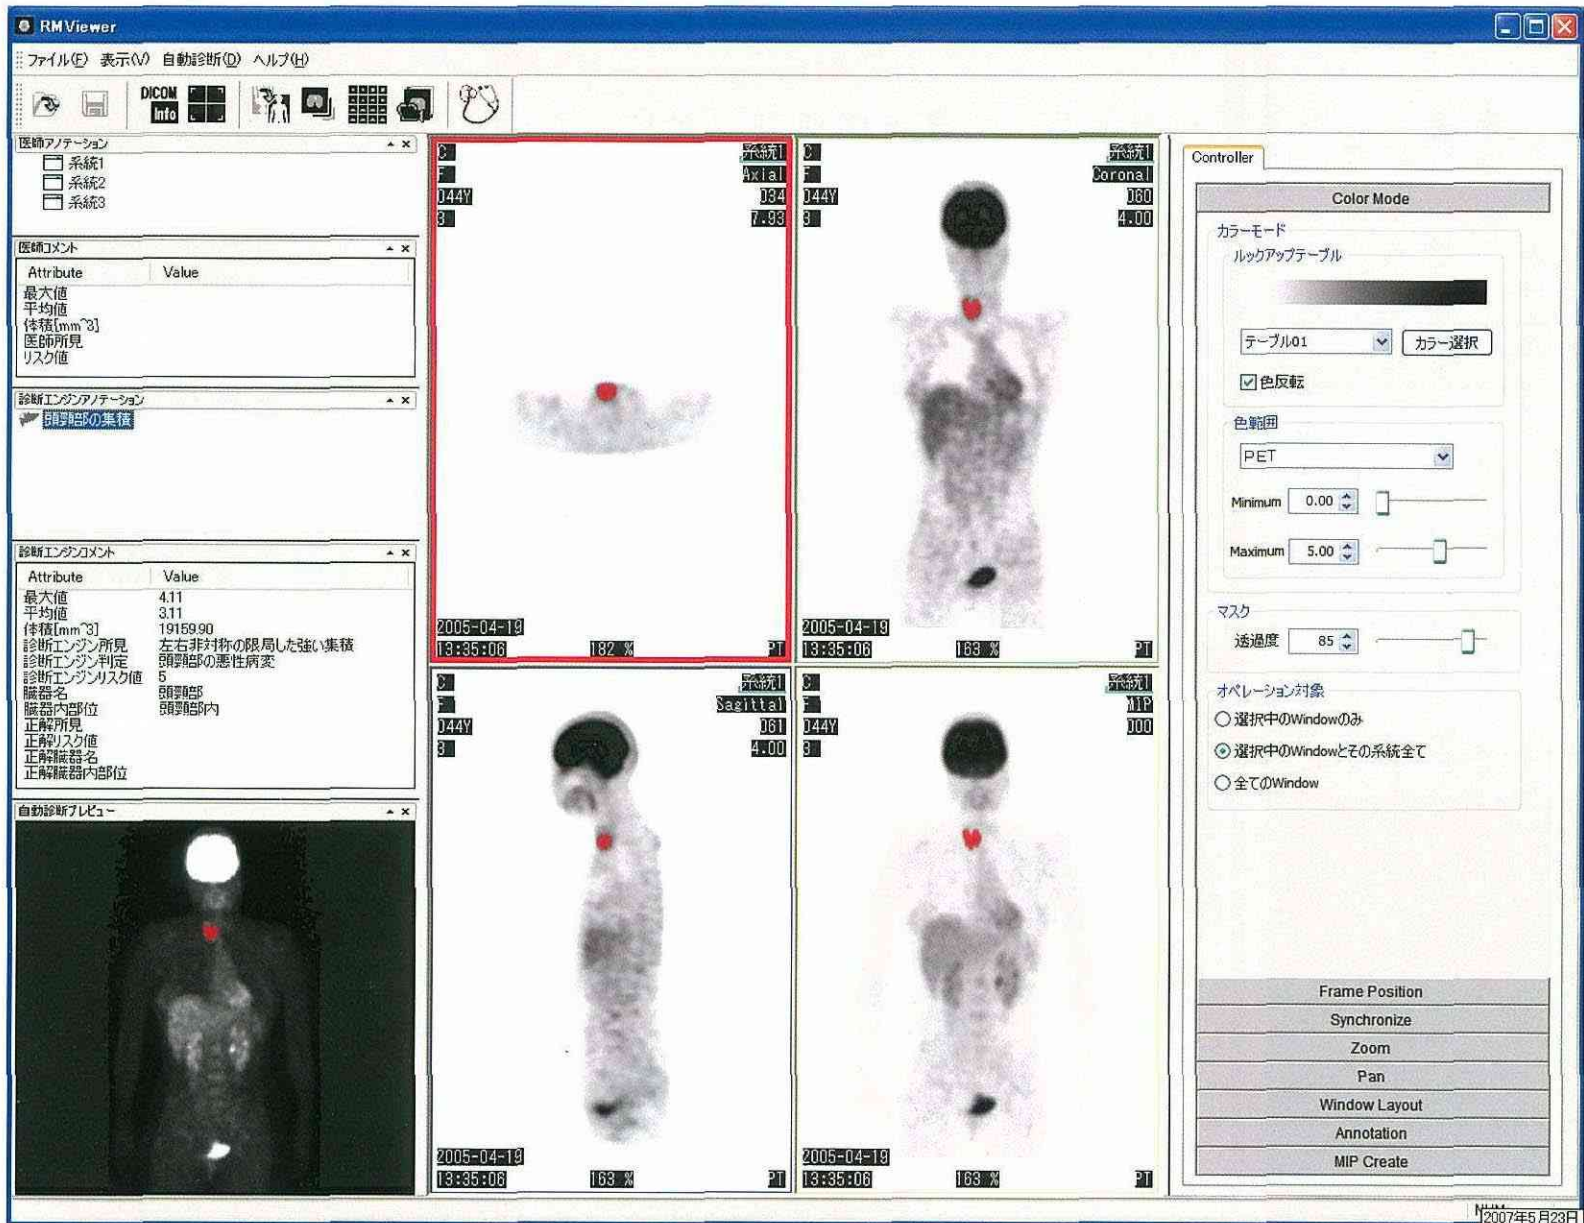 RMViewer
ファイル(F) 表示(V) 自動診断(D) ヘルプ(H)
DICOM
Info
医師アノテーション
系統1
系統2
系統3
医師コメント
Attribute Value
最大値
平均値
体積[mm^3]
医師所見
リスク値
診断エンジンアノテーション
頭頸部の集積
診断エンジンコメント
Attribute Value
最大値 4.11
平均値 3.11
体積[mm^3] 19159.90
診断エンジン所見 左右非対称の限局した強い集積
診断エンジン判定 頭頸部の悪性病変
診断エンジンリスク値 5
臓器名 頭頸部
臓器内部位 頭頸部内
正解所見
正解リスク値
正解臓器名
正解臓器内部位
自動診断プレビュー
C 系統1
F Axial
044Y 034
3 7.93
2005-04-19
13:35:06 182 % PT
C 系統1
F Coronal
044Y 060
3 4.00
2005-04-19
13:35:06 163 % PT
C 系統1
F Sagittal
044Y 061
3 4.00
2005-04-19
13:35:06 163 % PT
C 系統1
F MIP
044Y 000
3
2005-04-19
13:35:06 163 % PT
Controller
Color Mode
カラーモード
ルックアップテーブル
テーブル01 カラー選択
色反転
色範囲
PET
Minimum 0.00
Maximum 5.00
マスク
透過度 85
オペレーション対象
選択中のWindowのみ
選択中のWindowとその系統全て
全てのWindow
Frame Position
Synchronize
Zoom
Pan
Window Layout
Annotation
MIP Create
2007年5月23日